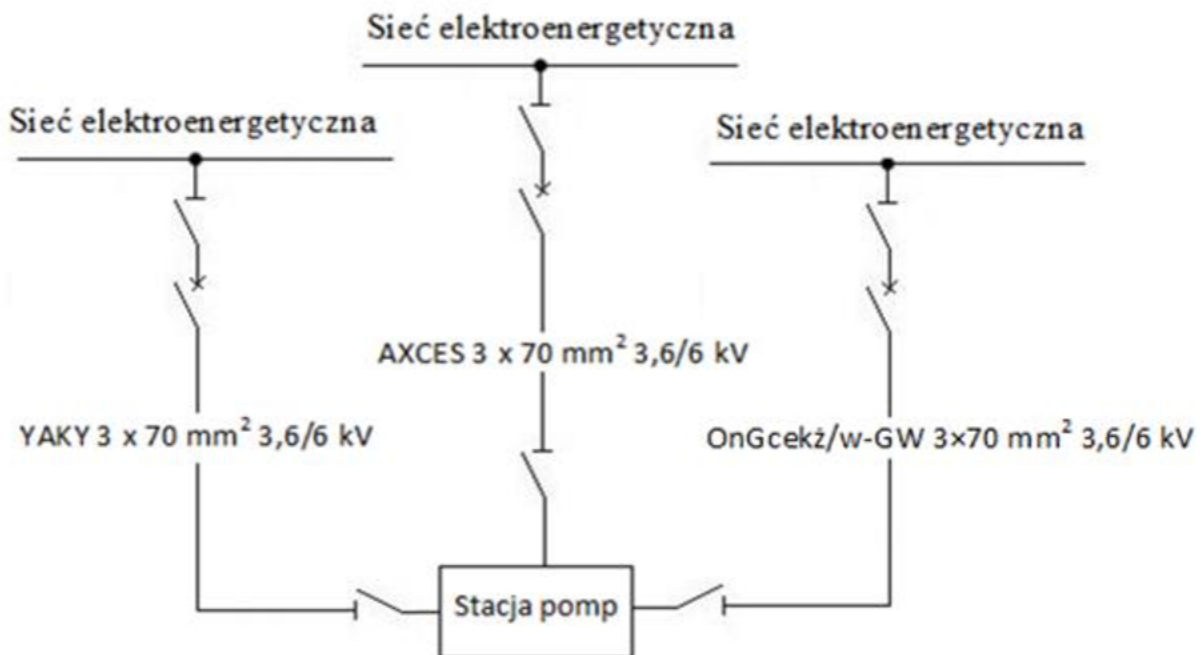 Sieć elektroenergetyczna
Sieć elektroenergetyczna
Sieć elektroenergetyczna
AXCES 3 x 70 mm² 3,6/6 kV
YAKY 3 x 70 mm² 3,6/6 kV
OnGcekż/w-GW 3×70 mm² 3,6/6 kV
Stacja pomp